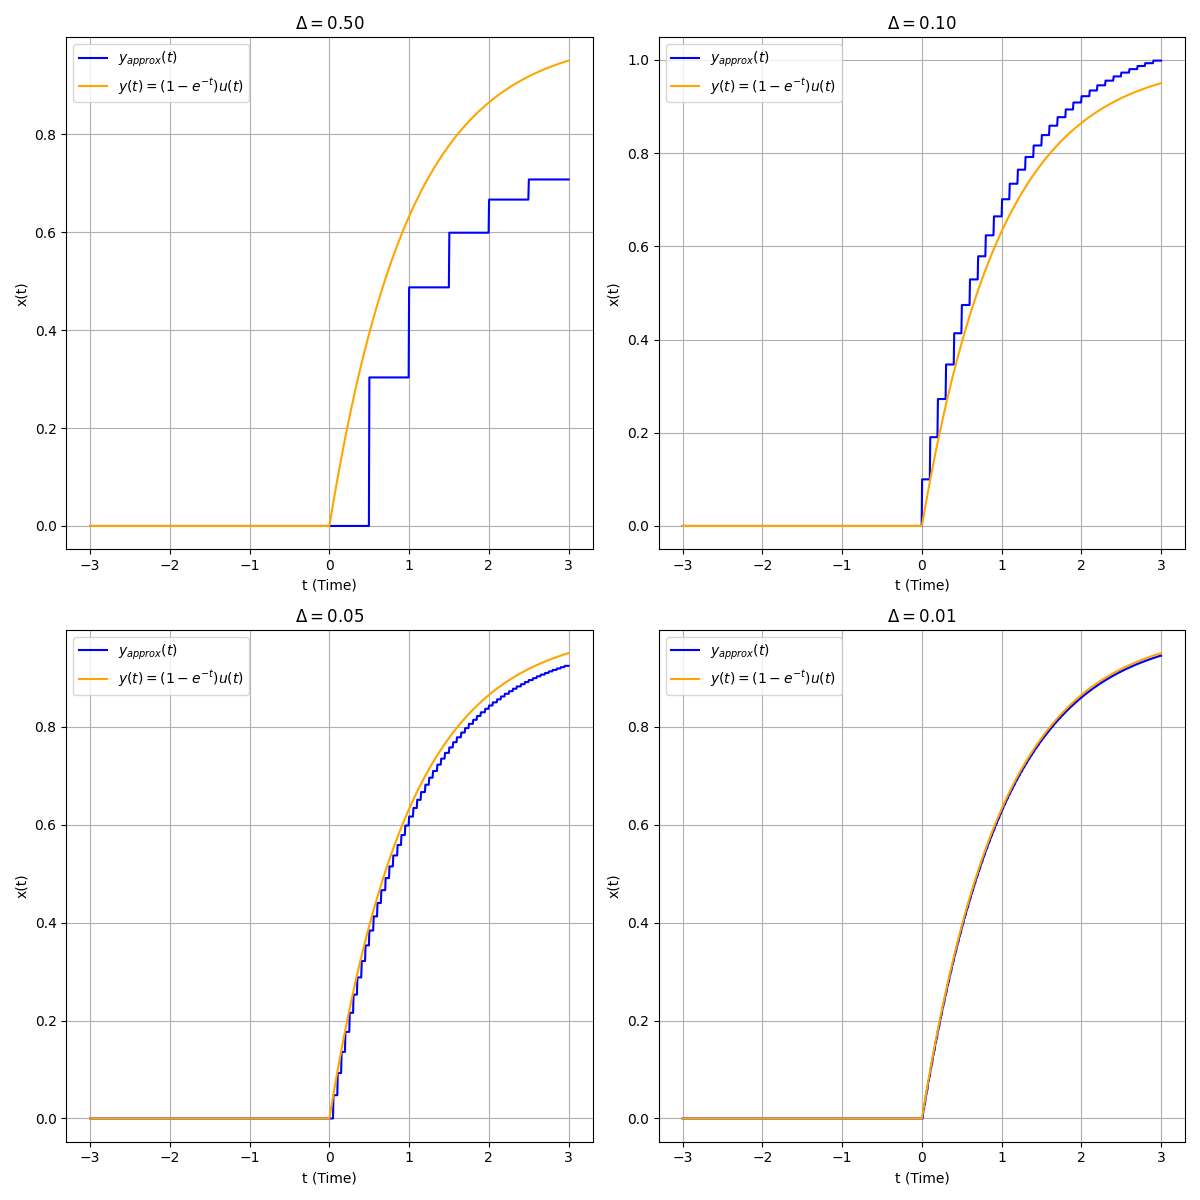 Δ = 0.50
y_approx(t)
y(t) = (1 − e^{−t})u(t)
x(t)
0.8
0.6
0.4
0.2
0.0
−3 −2 −1 0 1 2 3
t (Time)
Δ = 0.10
y_approx(t)
y(t) = (1 − e^{−t})u(t)
x(t)
1.0
0.8
0.6
0.4
0.2
0.0
−3 −2 −1 0 1 2 3
t (Time)
Δ = 0.05
y_approx(t)
y(t) = (1 − e^{−t})u(t)
x(t)
0.8
0.6
0.4
0.2
0.0
−3 −2 −1 0 1 2 3
t (Time)
Δ = 0.01
y_approx(t)
y(t) = (1 − e^{−t})u(t)
x(t)
0.8
0.6
0.4
0.2
0.0
−3 −2 −1 0 1 2 3
t (Time)